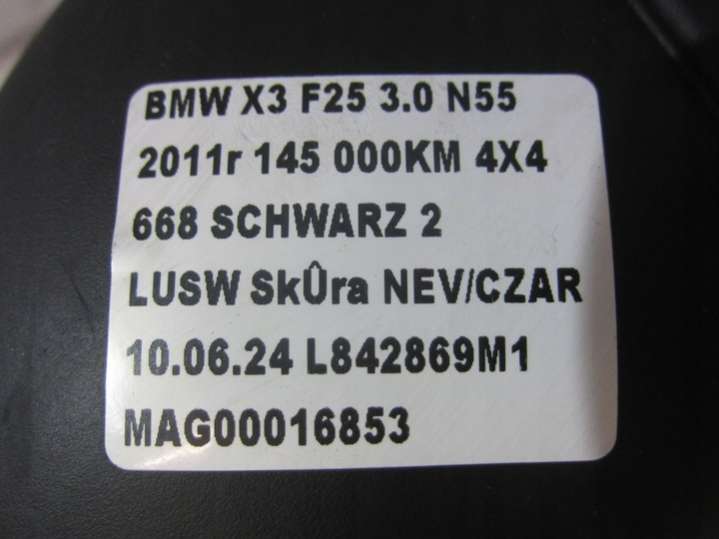 BMW X3 F25 3.0 N55
2011r 145 000KM 4X4
668 SCHWARZ 2
LUSW SkÛra NEV/CZAR
10.06.24 L842869M1
MAG00016853